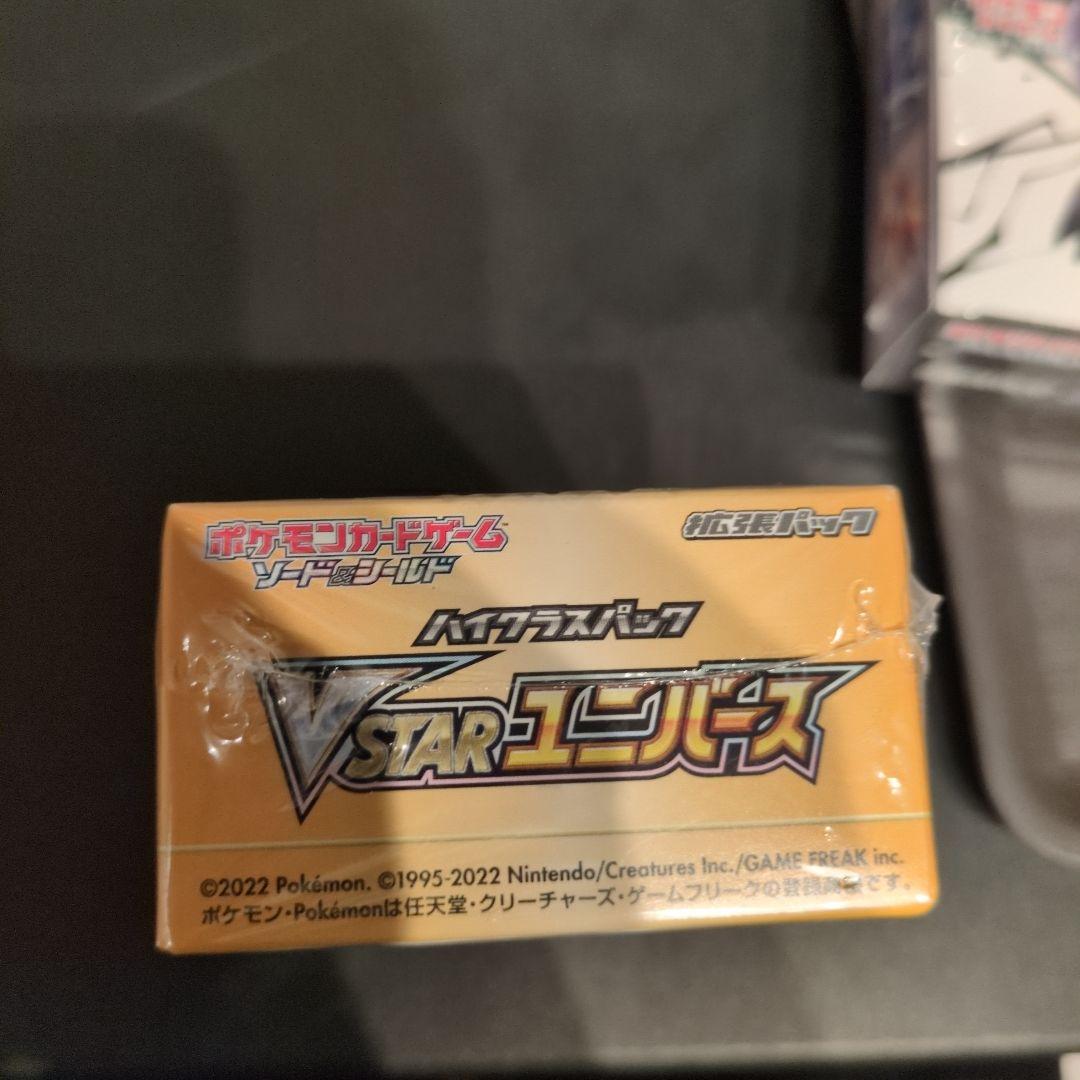 ポケモンカードゲーム™
ソード&シールド
拡張パック
ハイクラスパック
VSTARユニバース
©2022 Pokémon. ©1995-2022 Nintendo/Creatures Inc./GAME FREAK inc.
ポケモン・Pokémonは任天堂・クリーチャーズ・ゲームフリークの登録商標です。